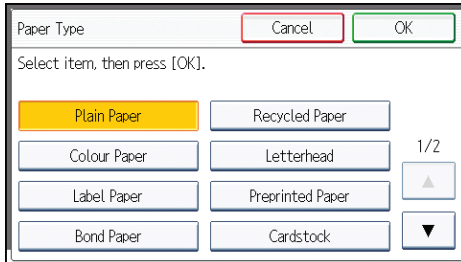 Paper Type Cancel OK
Select item, then press [OK].
Plain Paper Recycled Paper
Colour Paper Letterhead 1/2
Label Paper Preprinted Paper
Bond Paper Cardstock